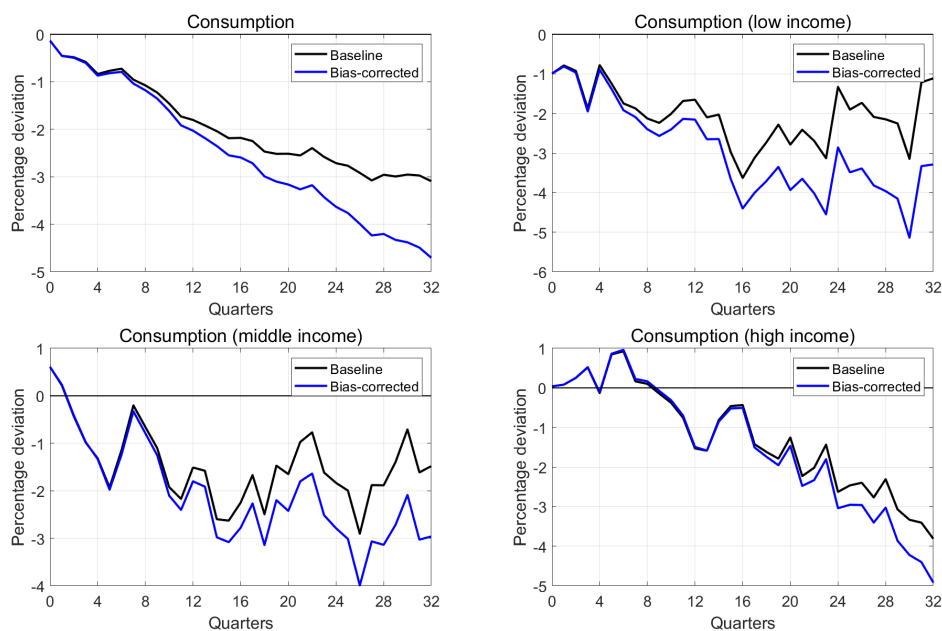 Consumption
Percentage deviation
0
-1
-2
-3
-4
-5
Baseline
Bias-corrected
0 4 8 12 16 20 24 28 32
Quarters
Consumption (low income)
Percentage deviation
0
-1
-2
-3
-4
-5
-6
Baseline
Bias-corrected
0 4 8 12 16 20 24 28 32
Quarters
Consumption (middle income)
Percentage deviation
1
0
-1
-2
-3
-4
Baseline
Bias-corrected
0 4 8 12 16 20 24 28 32
Quarters
Consumption (high income)
Percentage deviation
1
0
-1
-2
-3
-4
-5
Baseline
Bias-corrected
0 4 8 12 16 20 24 28 32
Quarters